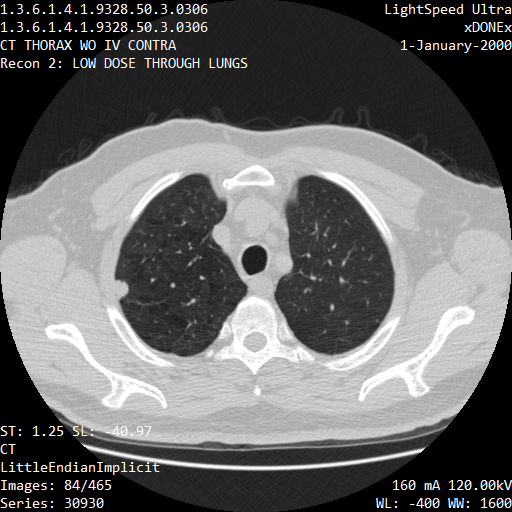 1.3.6.1.4.1.9328.50.3.0306
1.3.6.1.4.1.9328.50.3.0306
CT THORAX WO IV CONTRA
Recon 2: LOW DOSE THROUGH LUNGS
LightSpeed Ultra
xDONEx
1-January-2000
ST: 1.25 SL: -40.97
CT
LittleEndianImplicit
Images: 84/465
Series: 30930
160 mA 120.00kV
WL: -400 WW: 1600